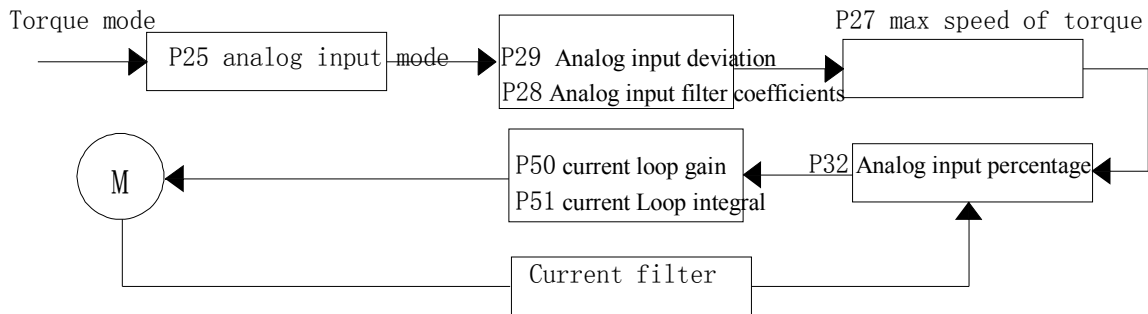 Torque mode
P25 analog input mode
P29 Analog input deviation
P28 Analog input filter coefficients
P27 max speed of torque
M
P50 current loop gain
P51 current Loop integral
P32 Analog input percentage
Current filter